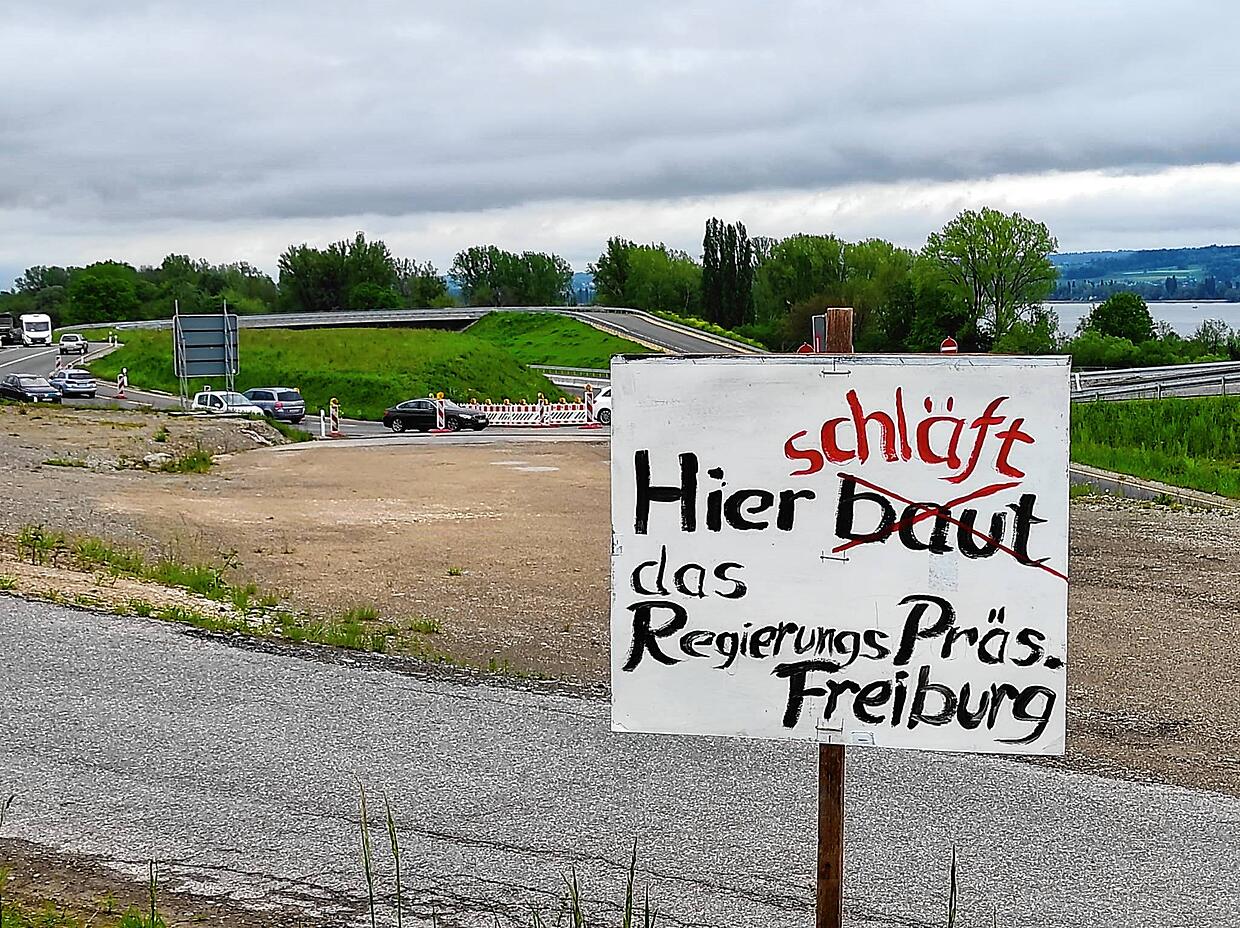 schläft
Hier baut
das
Regierungs Präs.
Freiburg